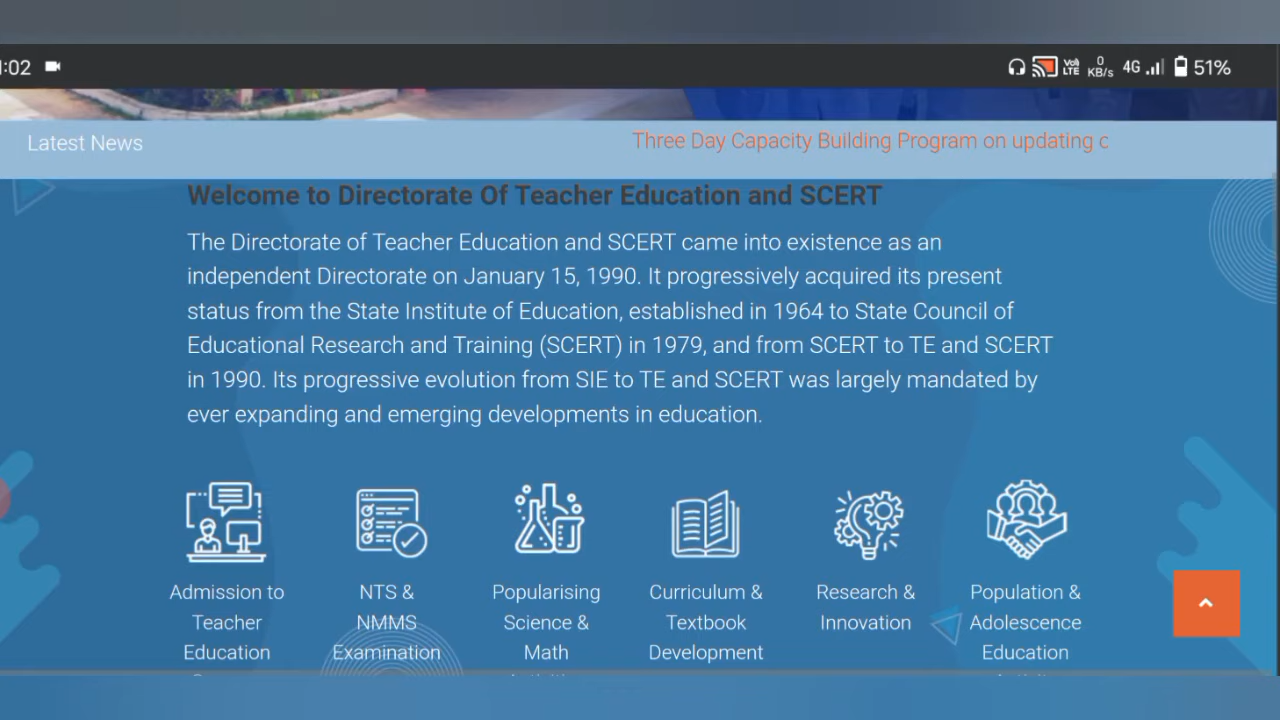 :02
Vo) LTE 0 KB/s 4G 51%
Latest News
Three Day Capacity Building Program on updating c
Welcome to Directorate Of Teacher Education and SCERT
The Directorate of Teacher Education and SCERT came into existence as an
independent Directorate on January 15, 1990. It progressively acquired its present
status from the State Institute of Education, established in 1964 to State Council of
Educational Research and Training (SCERT) in 1979, and from SCERT to TE and SCERT
in 1990. Its progressive evolution from SIE to TE and SCERT was largely mandated by
ever expanding and emerging developments in education.
Admission to
Teacher
Education
NTS &
NMMS
Examination
Popularising
Science &
Math
Curriculum &
Textbook
Development
Research &
Innovation
Population &
Adolescence
Education